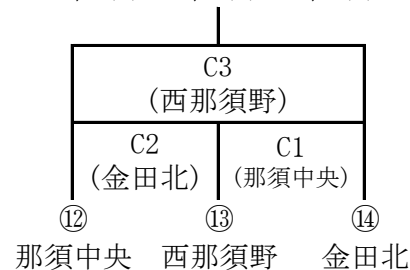 C3
(西那須野)
C2 C1
(金田北) (那須中央)
⑫ ⑬ ⑭
那須中央 西那須野 金田北